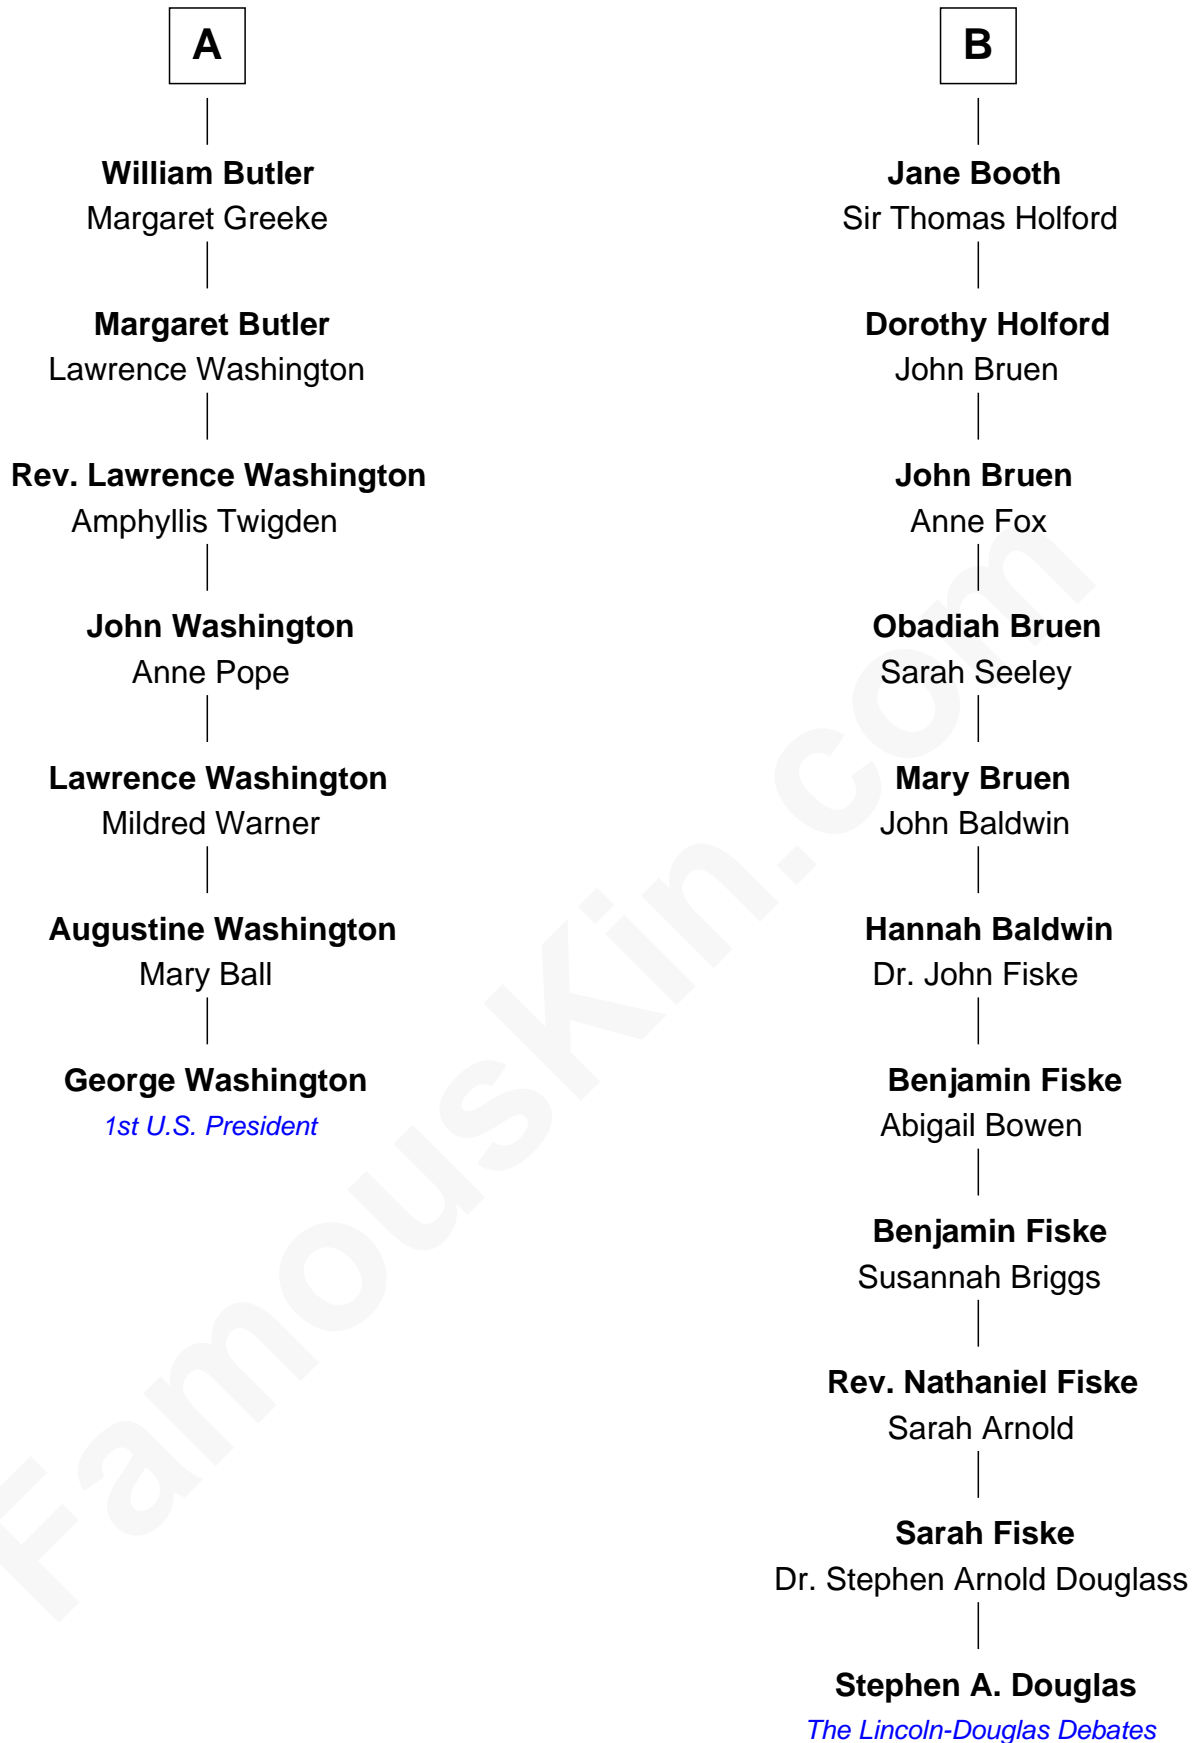 A
William Butler
Margaret Greeke
Margaret Butler
Lawrence Washington
Rev. Lawrence Washington
Amphyllis Twigden
John Washington
Anne Pope
Lawrence Washington
Mildred Warner
Augustine Washington
Mary Ball
George Washington
1st U.S. President
B
Jane Booth
Sir Thomas Holford
Dorothy Holford
John Bruen
John Bruen
Anne Fox
Obadiah Bruen
Sarah Seeley
Mary Bruen
John Baldwin
Hannah Baldwin
Dr. John Fiske
Benjamin Fiske
Abigail Bowen
Benjamin Fiske
Susannah Briggs
Rev. Nathaniel Fiske
Sarah Arnold
Sarah Fiske
Dr. Stephen Arnold Douglass
Stephen A. Douglas
The Lincoln-Douglas Debates
FamousKin.com